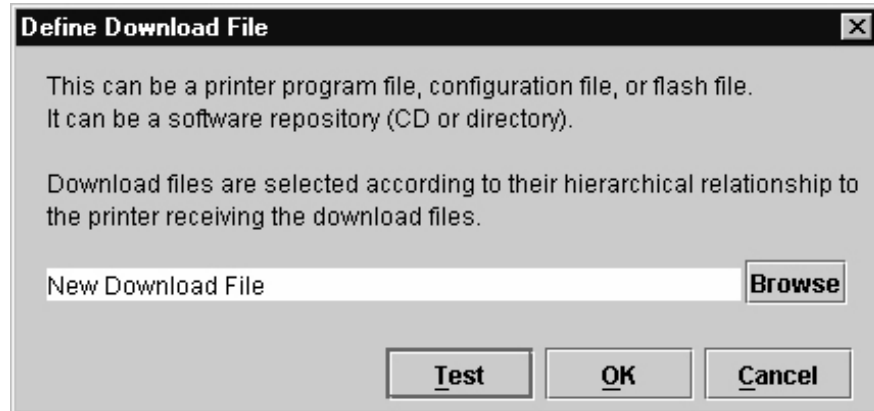 Define Download File
This can be a printer program file, configuration file, or flash file.
It can be a software repository (CD or directory).
Download files are selected according to their hierarchical relationship to
the printer receiving the download files.
New Download File
Browse
Test
OK
Cancel